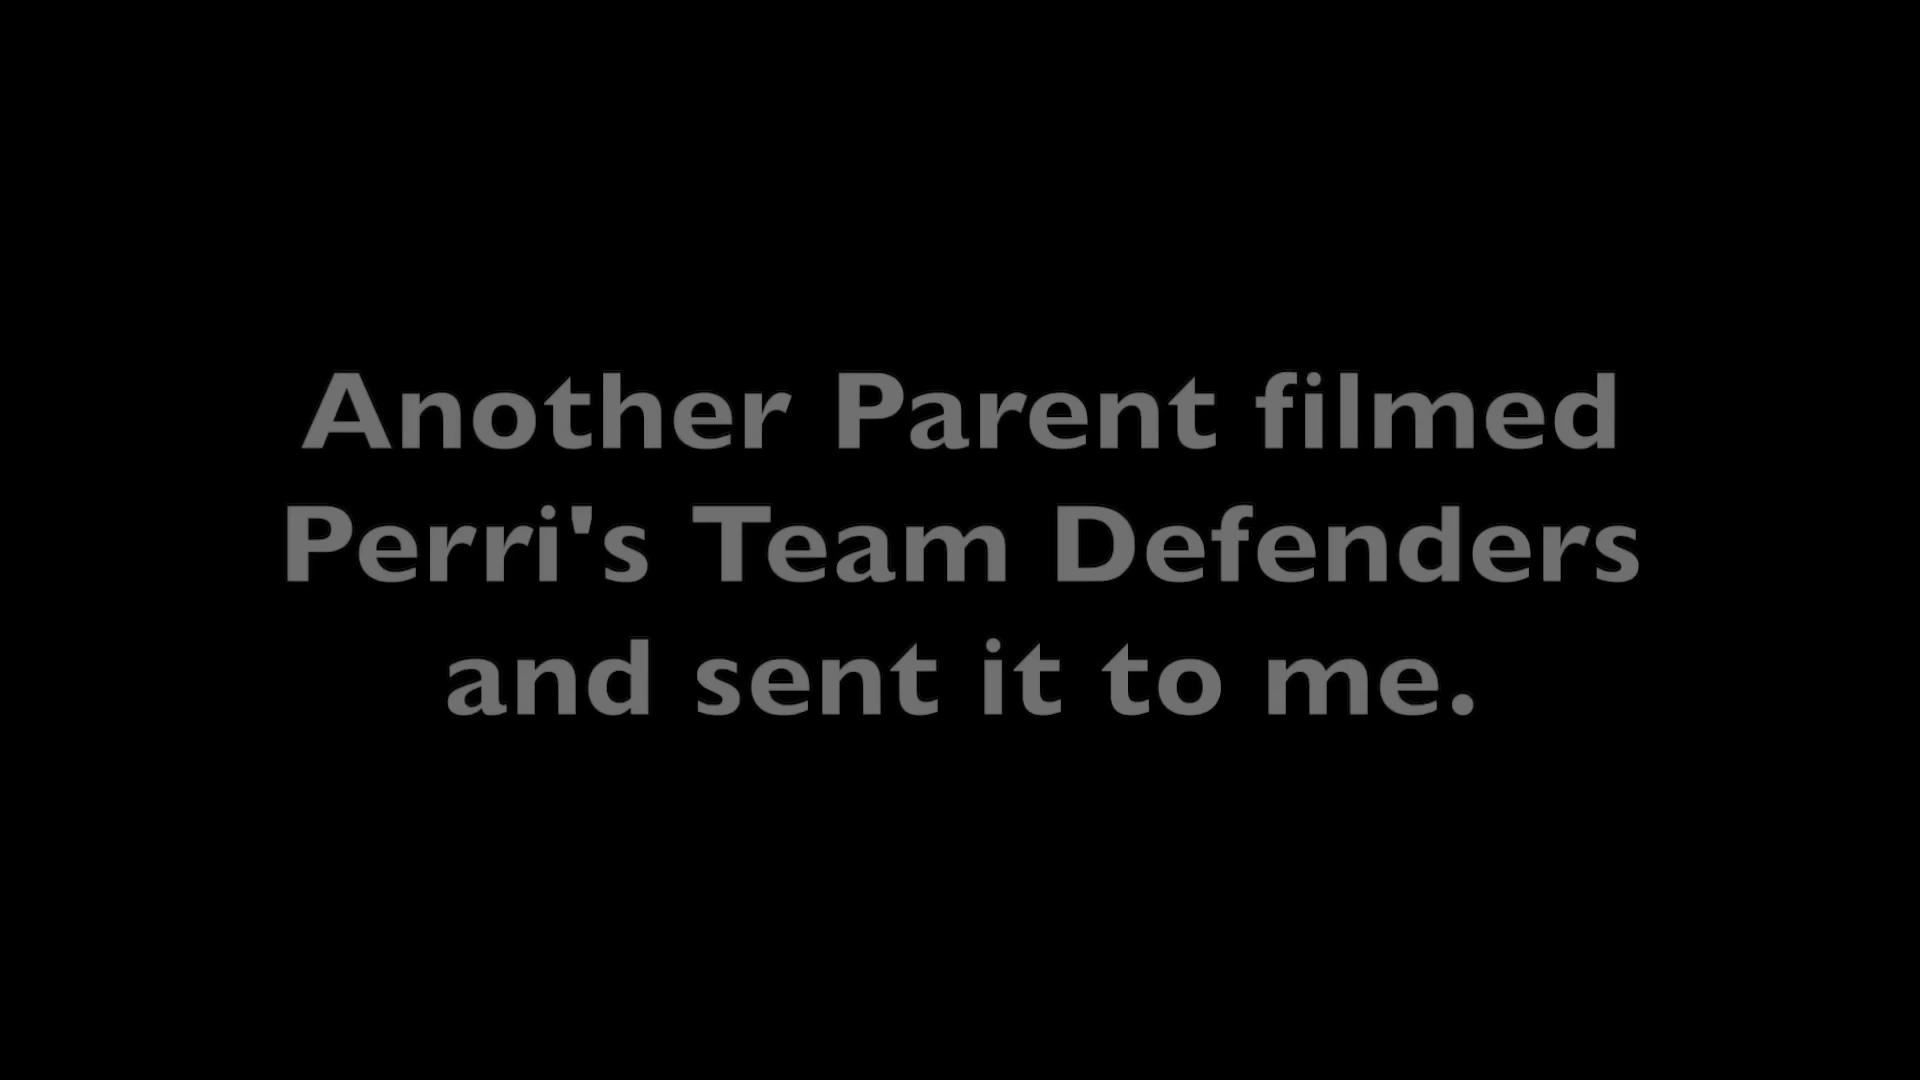 Another Parent filmed
Perri's Team Defenders
and sent it to me.